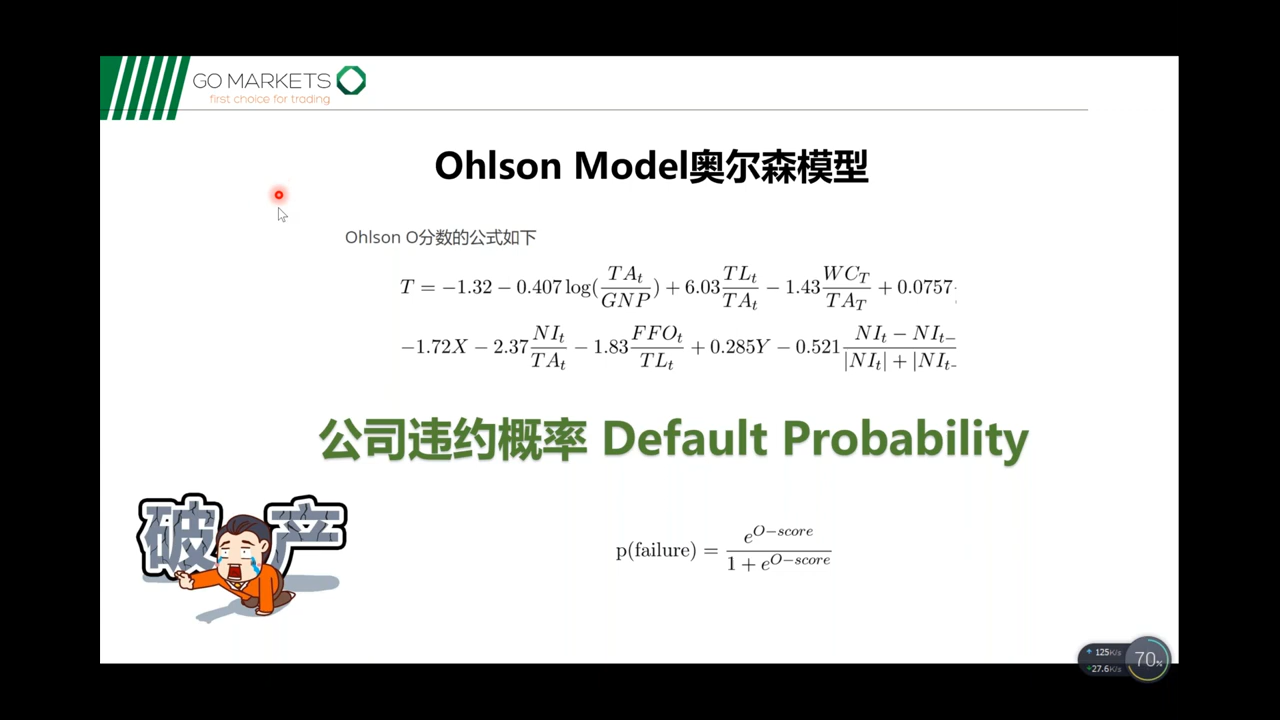 GO MARKETS
first choice for trading
Ohlson Model奥尔森模型
Ohlson O分数的公式如下
T = −1.32 − 0.407 log(TA_t/GNP) + 6.03 TL_t/TA_t − 1.43 WC_T/TA_T + 0.0757
−1.72X − 2.37 NI_t/TA_t − 1.83 FFO_t/TL_t + 0.285Y − 0.521 (NI_t − NI_t−)/(|NI_t| + |NI_t−
公司违约概率 Default Probability
破产
p(failure) = e^(O−score)/(1 + e^(O−score))
125K/s
27.6K/s
70%